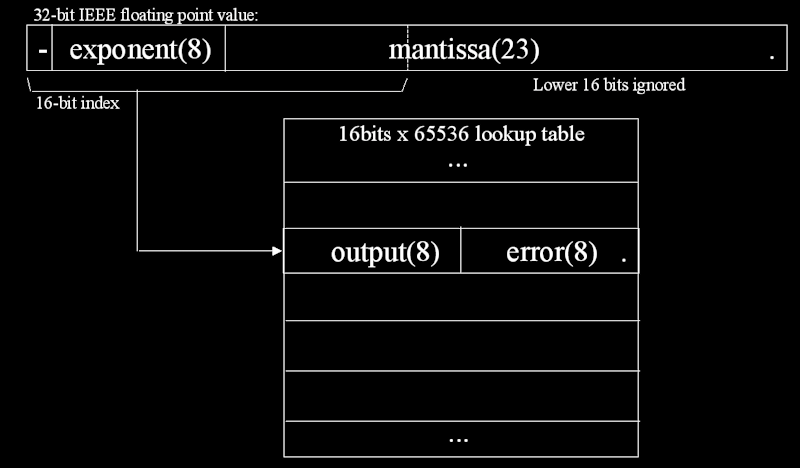 32-bit IEEE floating point value:
- exponent(8) mantissa(23) .
Lower 16 bits ignored
16-bit index
16bits x 65536 lookup table
...
output(8) error(8) .
...